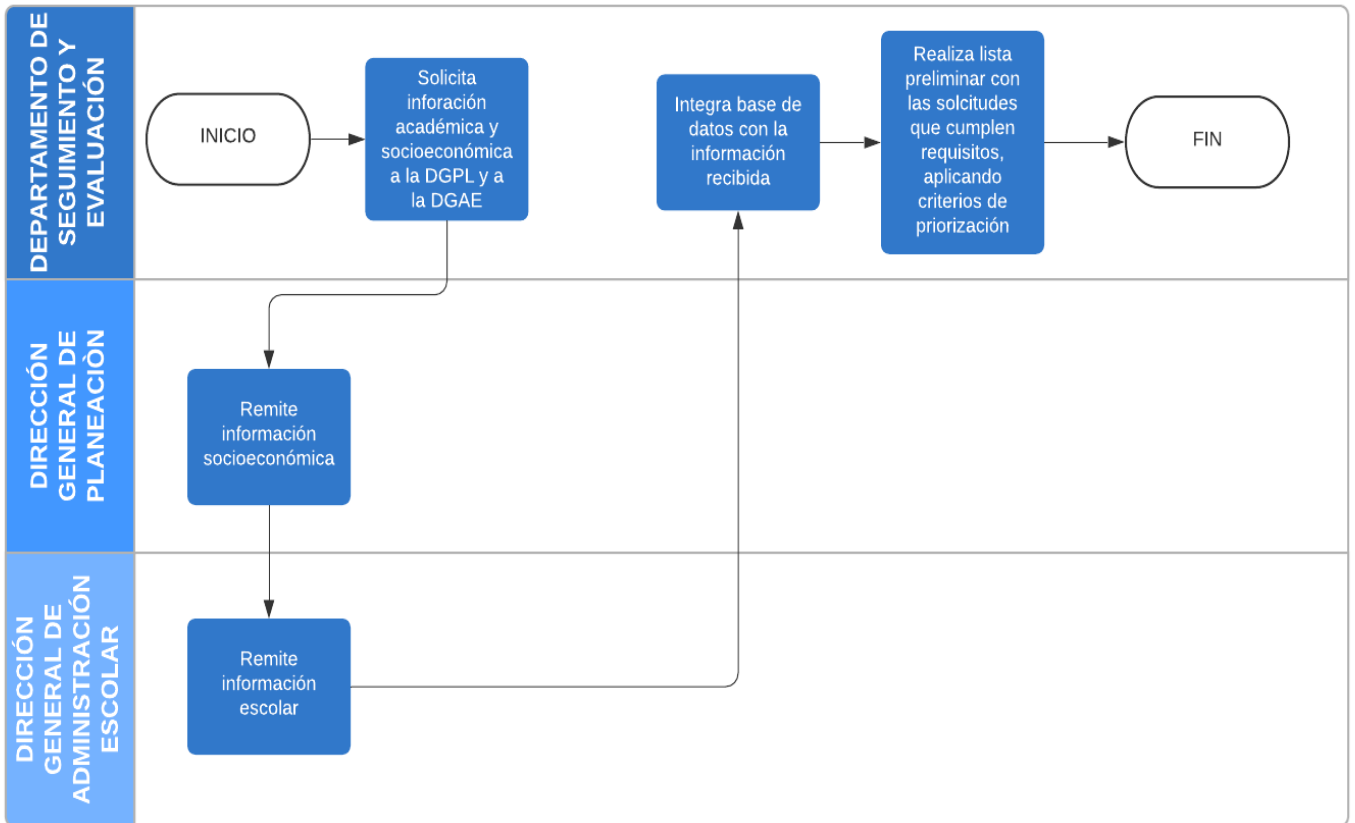 DEPARTAMENTO DE
SEGUIMIENTO Y
EVALUACIÓN
INICIO
Solicita
inforación
académica y
socioeconómica
a la DGPL y a
la DGAE
Integra base de
datos con la
información
recibida
Realiza lista
preliminar con
las solcitudes
que cumplen
requisitos,
aplicando
criterios de
priorización
FIN
DIRECCIÓN
GENERAL DE
PLANEACIÒN
Remite
información
socioeconómica
DIRECCIÓN
GENERAL DE
ADMINISTRACIÓN
ESCOLAR
Remite
información
escolar